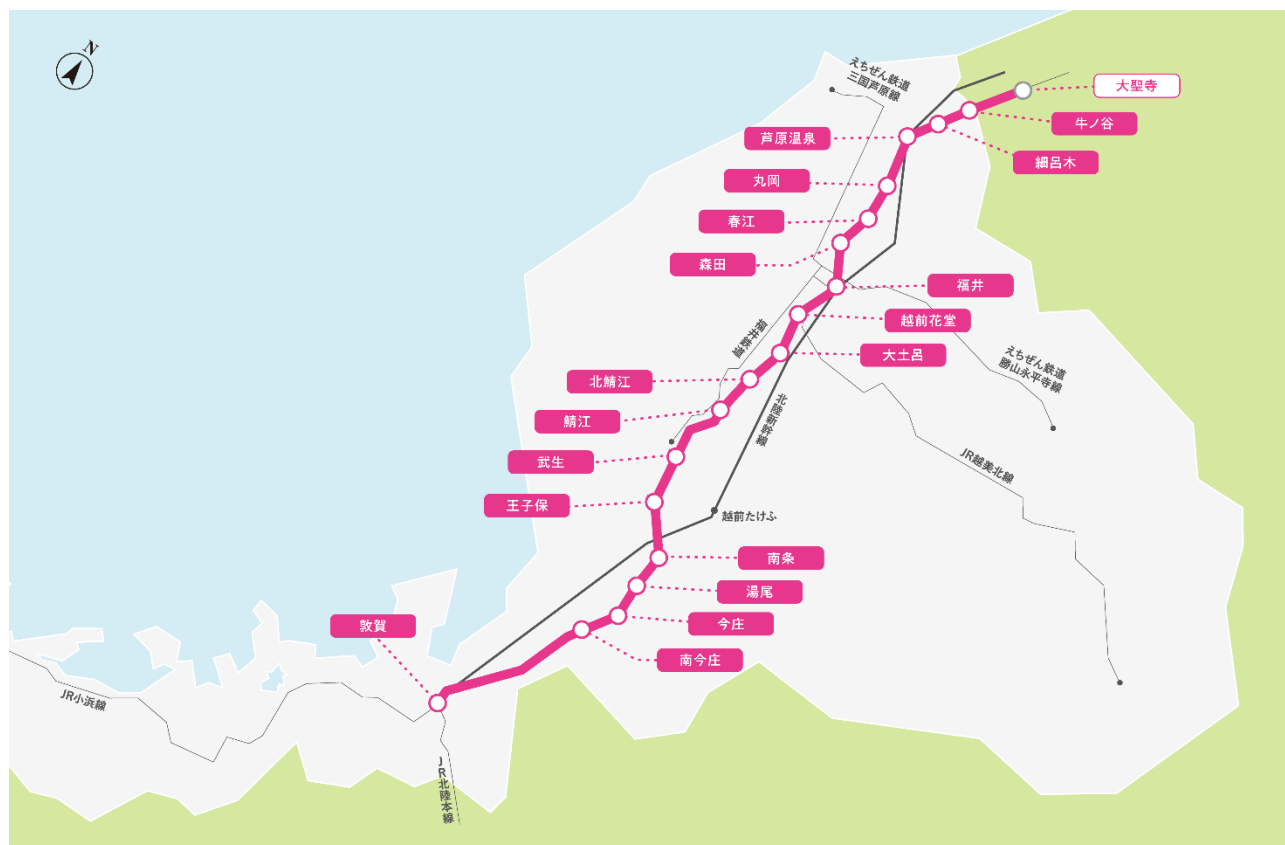 N
えちぜん鉄道
三国芦原線
大聖寺
牛ノ谷
芦原温泉
細呂木
丸岡
春江
森田
福井
越前花堂
福井鉄道
大土呂
えちぜん鉄道
勝山永平寺線
北鯖江
北陸新幹線
鯖江
JR越美北線
武生
王子保
越前たけふ
南条
湯尾
今庄
敦賀
南今庄
JR小浜線
JR北陸本線